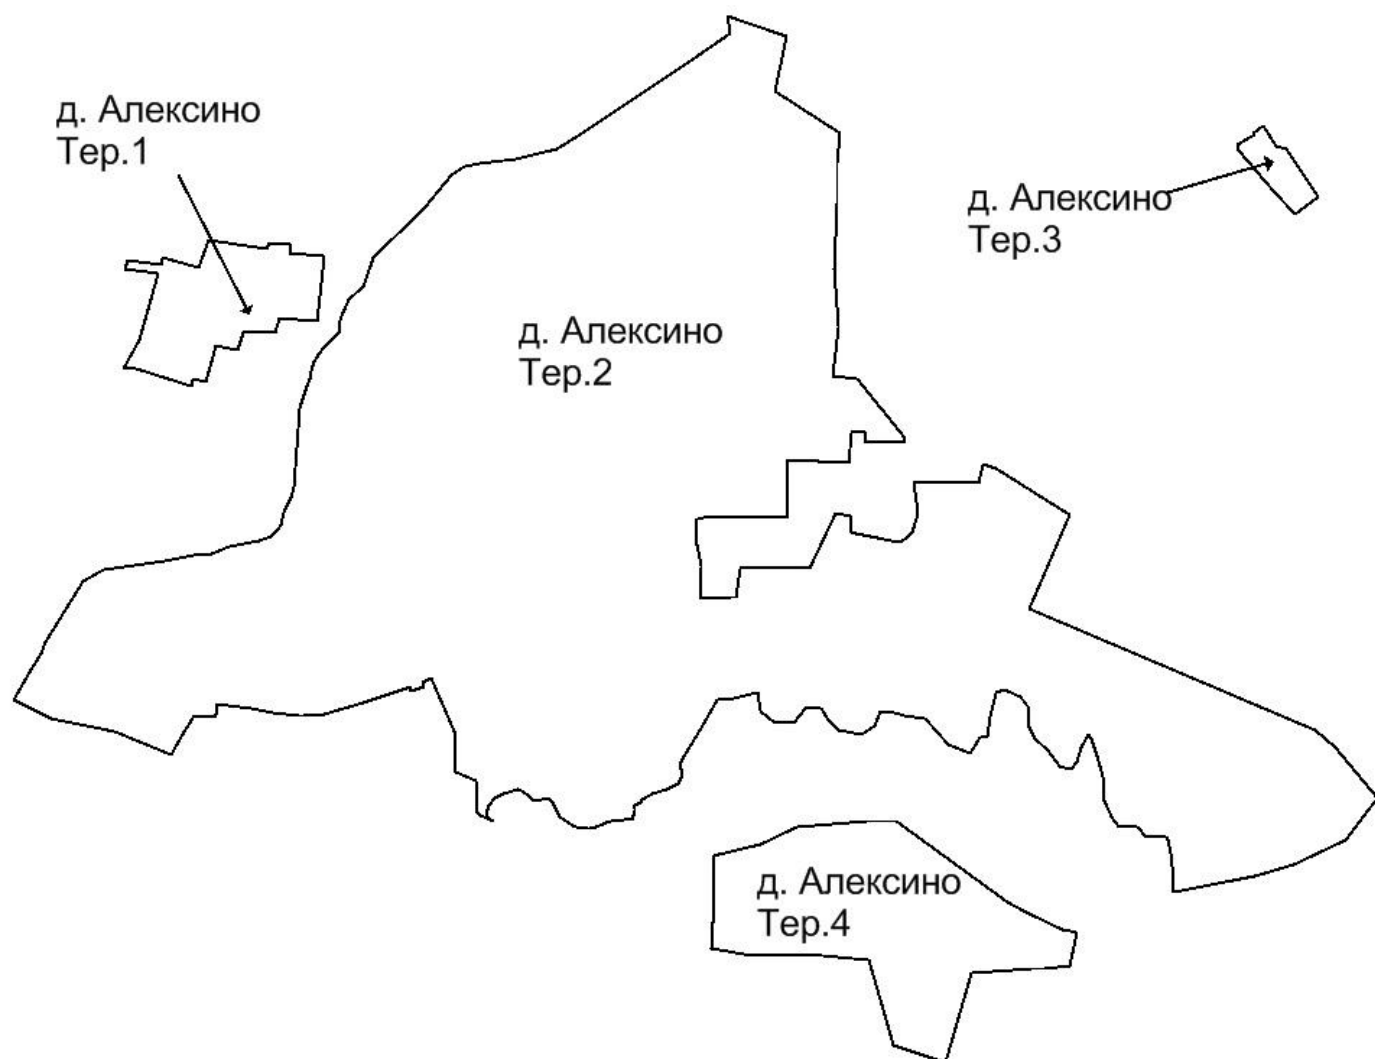 д. Алексино
Тер.1
д. Алексино
Тер.3
д. Алексино
Тер.2
д. Алексино
Тер.4